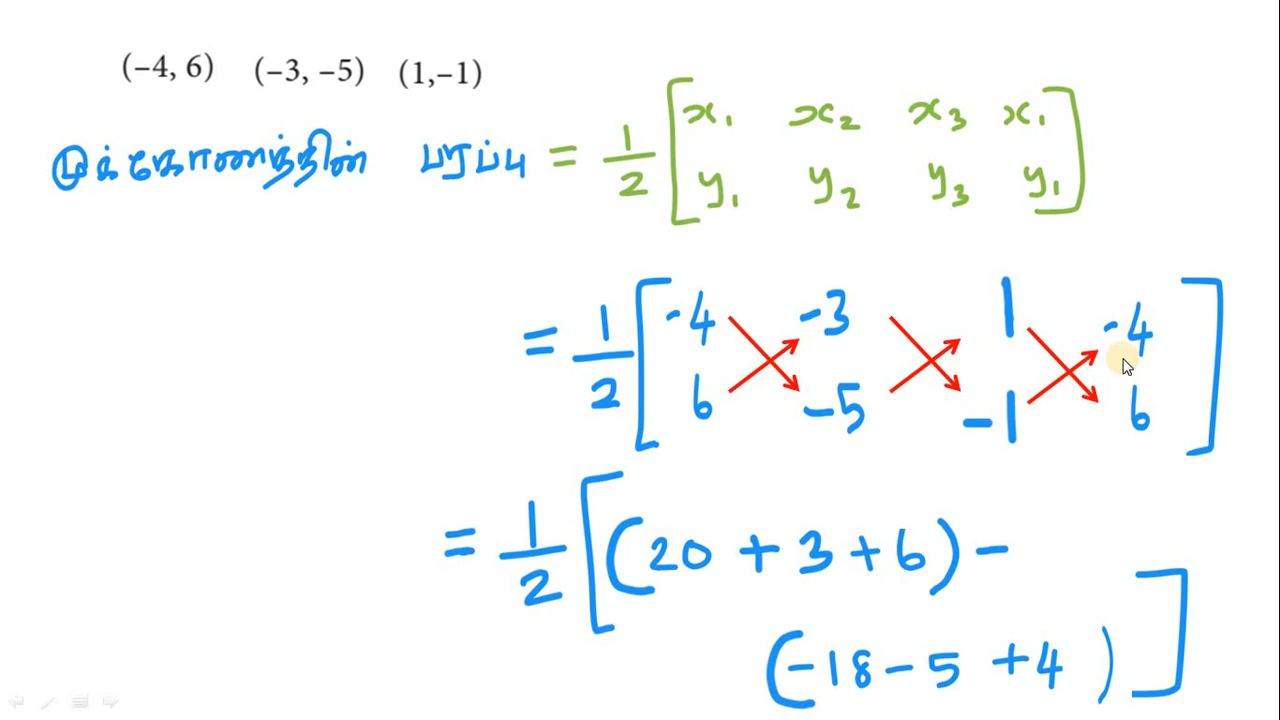 (–4, 6) (–3, –5) (1,–1)
முக்கோணத்தின் பரப்பு = 1/2 [x₁ x₂ x₃ x₁
y₁ y₂ y₃ y₁]
= 1/2 [-4 -3 1 -4
6 -5 -1 6]
= 1/2 [(20 + 3 + 6) -
(-18 - 5 + 4)]